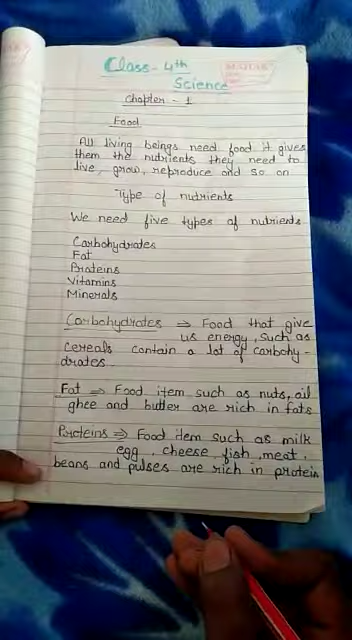 Class - 4th
Science
Chapter - 1
Food
All living beings need food it gives
them the nutrients they need to
live, grow, reproduce and so on
Type of nutrients
We need five types of nutrients
Carbohydrates
Fat
Proteins
Vitamins
Minerals
Carbohydrates ⇒ Food that give
us energy, such as
cereals contain a lot of carbohy-
drates
Fat ⇒ Food item such as nuts, oil
ghee and butter are rich in fats
Proteins ⇒ Food item such as milk
egg, cheese, fish, meat,
beans and pulses are rich in protein